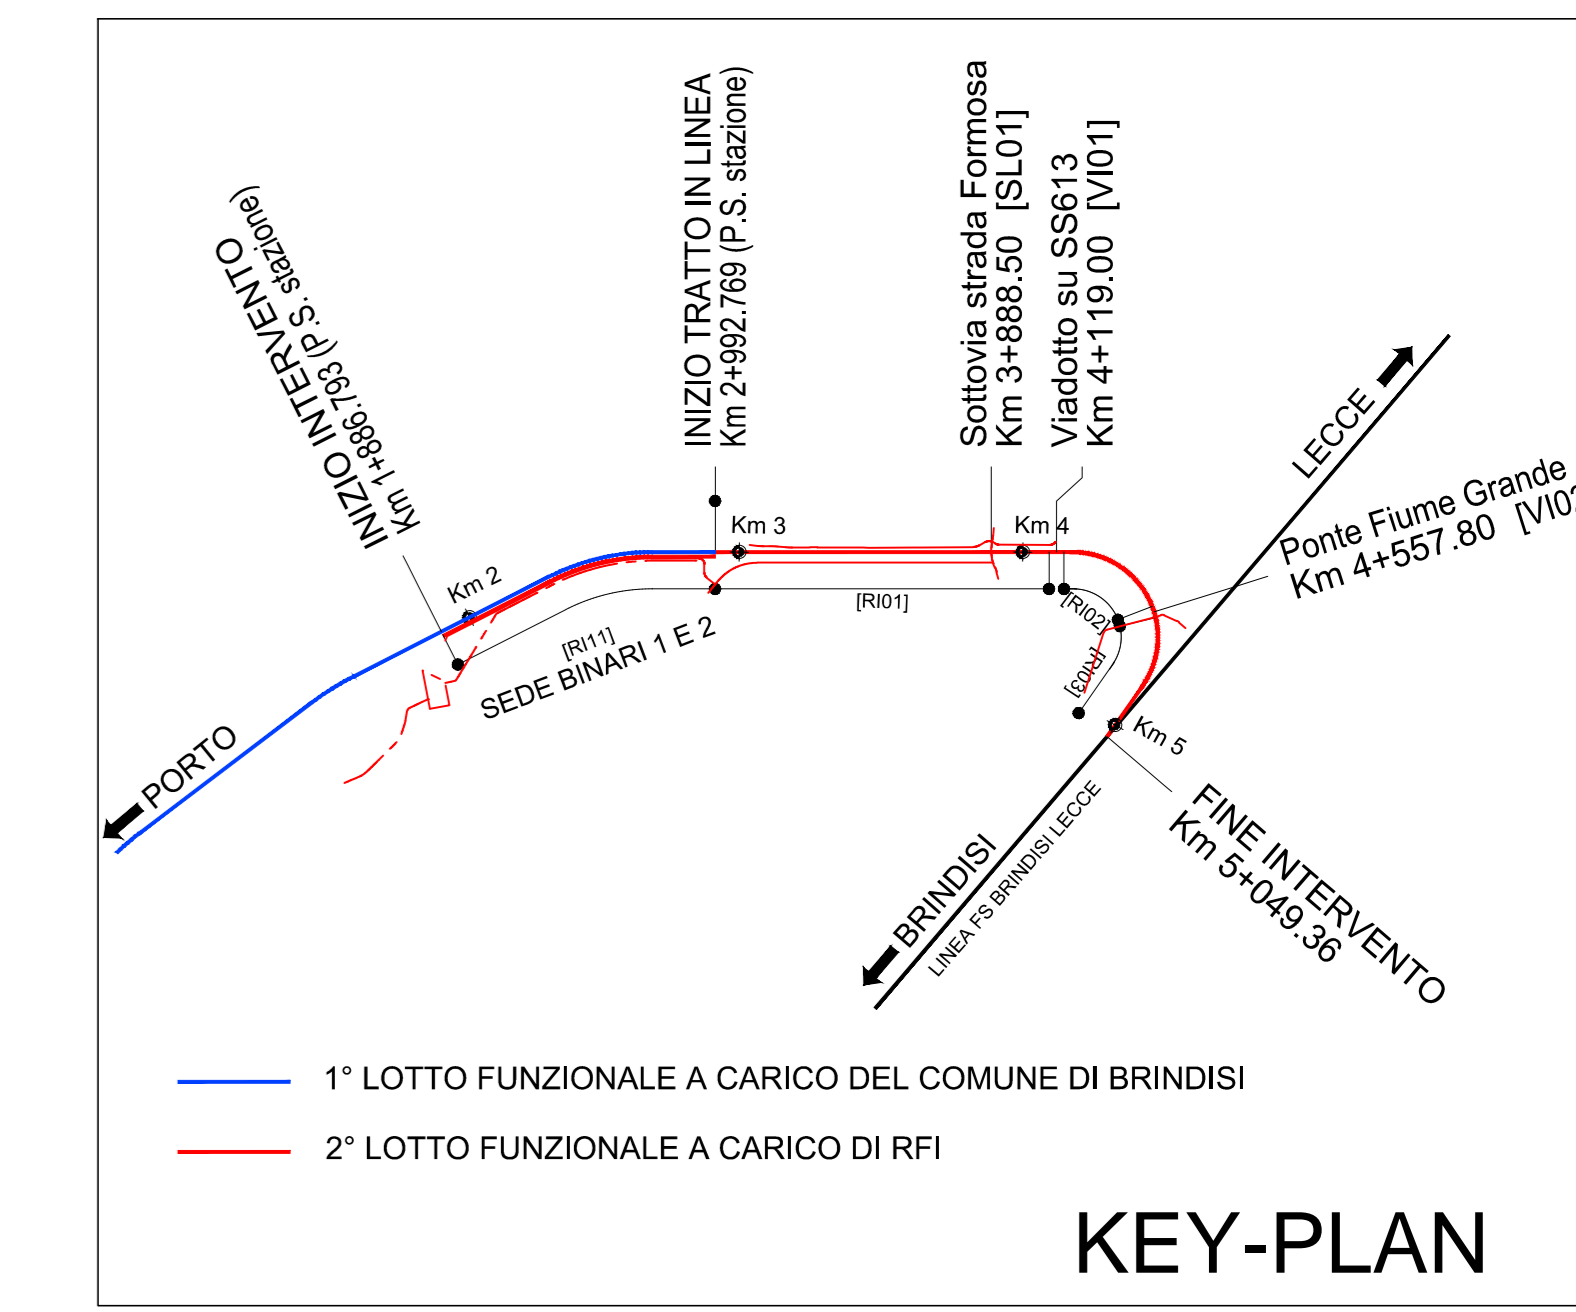 INIZIO INTERVENTO
Km 1+886.793 (P.S. stazione)
INIZIO TRATTO IN LINEA
Km 2+992.769 (P.S. stazione)
Sottovia strada Formosa
Km 3+888.50 [SL01]
Viadotto su SS613
Km 4+119.00 [VI01]
LECCE
Ponte Fiume Grande
Km 4+557.80
Km 2
Km 3
Km 4
[RI11]
SEDE BINARI 1 E 2
[RI01]
[RI02]
[RI03]
Km 5
PORTO
BRINDISI
LINEA FS BRINDISI LECCE
FINE INTERVENTO
Km 5+049.36
1° LOTTO FUNZIONALE A CARICO DEL COMUNE DI BRINDISI
2° LOTTO FUNZIONALE A CARICO DI RFI
KEY-PLAN